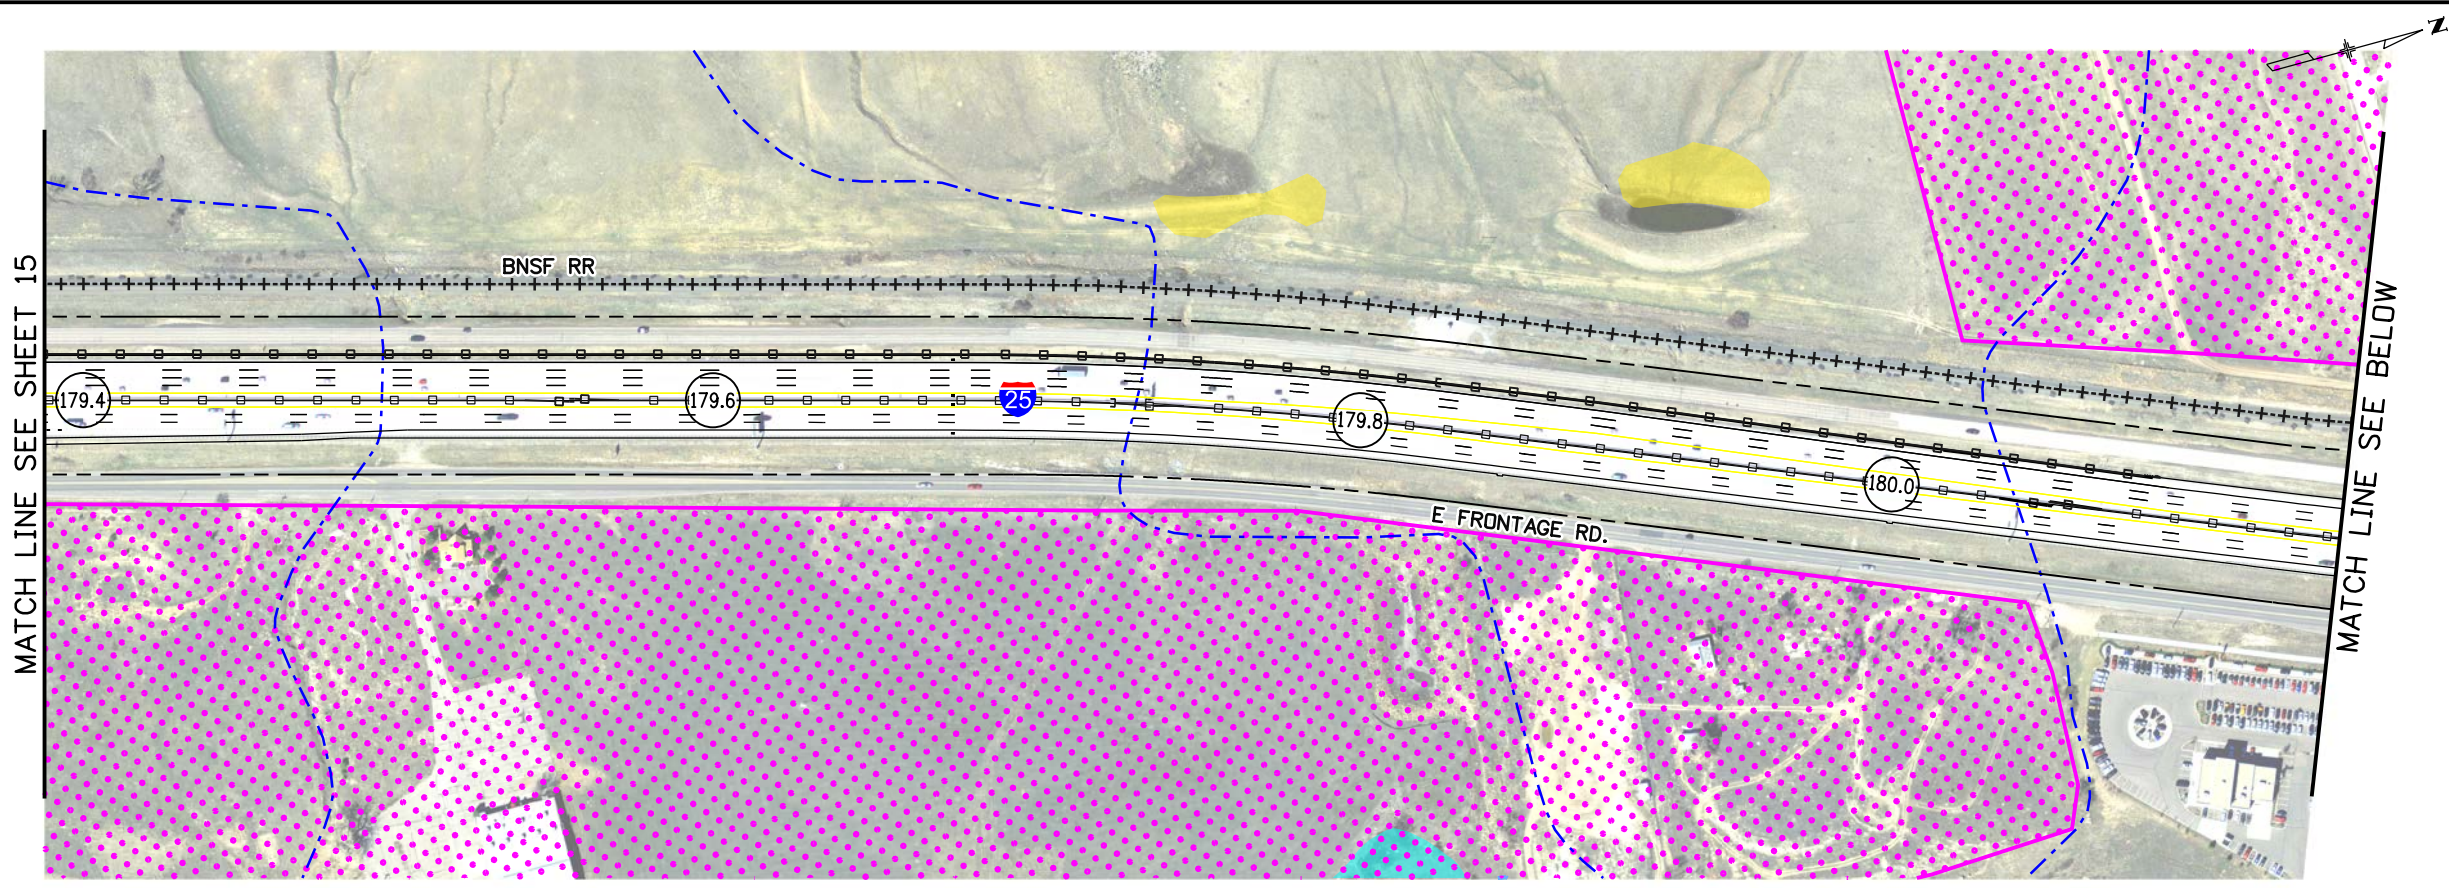 N
MATCH LINE SEE SHEET 15
BNSF RR
179.4
179.6
25
179.8
180.0
E FRONTAGE RD.
MATCH LINE SEE BELOW